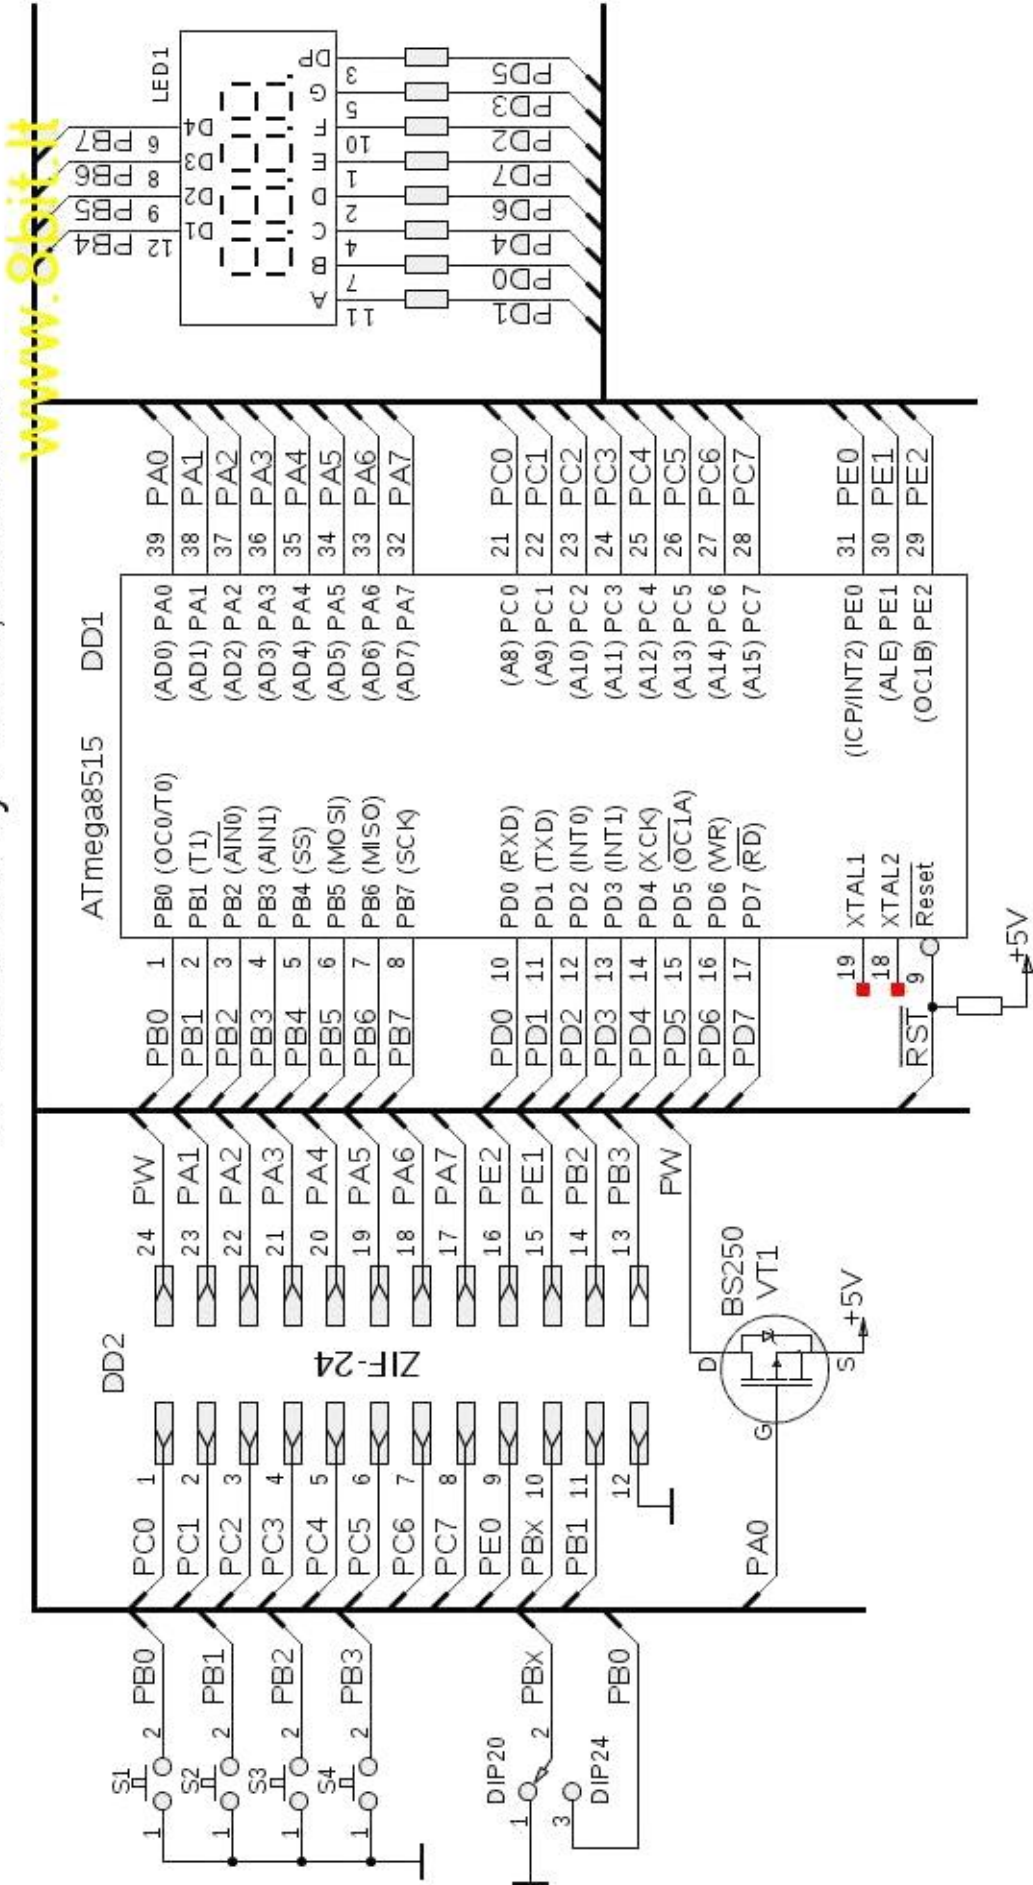 www.8bit.lt
LED1
D4 6 PB7
D3 8 PB6
D2 9 PB5
D1 12 PB4
DP 3 PD5
G 5 PD3
F 10 PD2
E 1 PD7
D 2 PD6
C 4 PD4
B 7 PD0
A 11 PD1
ATmega8515 DD1
PB0 1 PB0 (OC0/T0) (AD0) PA0 39 PA0
PB1 2 PB1 (T1) (AD1) PA1 38 PA1
PB2 3 PB2 (AIN0) (AD2) PA2 37 PA2
PB3 4 PB3 (AIN1) (AD3) PA3 36 PA3
PB4 5 PB4 (SS) (AD4) PA4 35 PA4
PB5 6 PB5 (MOSI) (AD5) PA5 34 PA5
PB6 7 PB6 (MISO) (AD6) PA6 33 PA6
PB7 8 PB7 (SCK) (AD7) PA7 32 PA7
PD0 10 PD0 (RXD) (A8) PC0 21 PC0
PD1 11 PD1 (TXD) (A9) PC1 22 PC1
PD2 12 PD2 (INT0) (A10) PC2 23 PC2
PD3 13 PD3 (INT1) (A11) PC3 24 PC3
PD4 14 PD4 (XCK) (A12) PC4 25 PC4
PD5 15 PD5 (OC1A) (A13) PC5 26 PC5
PD6 16 PD6 (WR) (A14) PC6 27 PC6
PD7 17 PD7 (RD) (A15) PC7 28 PC7
19 XTAL1 (ICP/INT2) PE0 31 PE0
18 XTAL2 (ALE) PE1 30 PE1
RST 9 Reset (OC1B) PE2 29 PE2
+5V
DD2
ZIF-24
PC0 1 24 PW
PC1 2 23 PA1
PC2 3 22 PA2
PC3 4 21 PA3
PC4 5 20 PA4
PC5 6 19 PA5
PC6 7 18 PA6
PC7 8 17 PA7
PE0 9 16 PE2
PBx 10 15 PE1
PB1 11 14 PB2
12 13 PB3
PW
BS250
VT1
PA0 G D S +5V
S1 1 2 PB0
S2 1 2 PB1
S3 1 2 PB2
S4 1 2 PB3
DIP20
1 2 PBx
3 PB0
DIP24